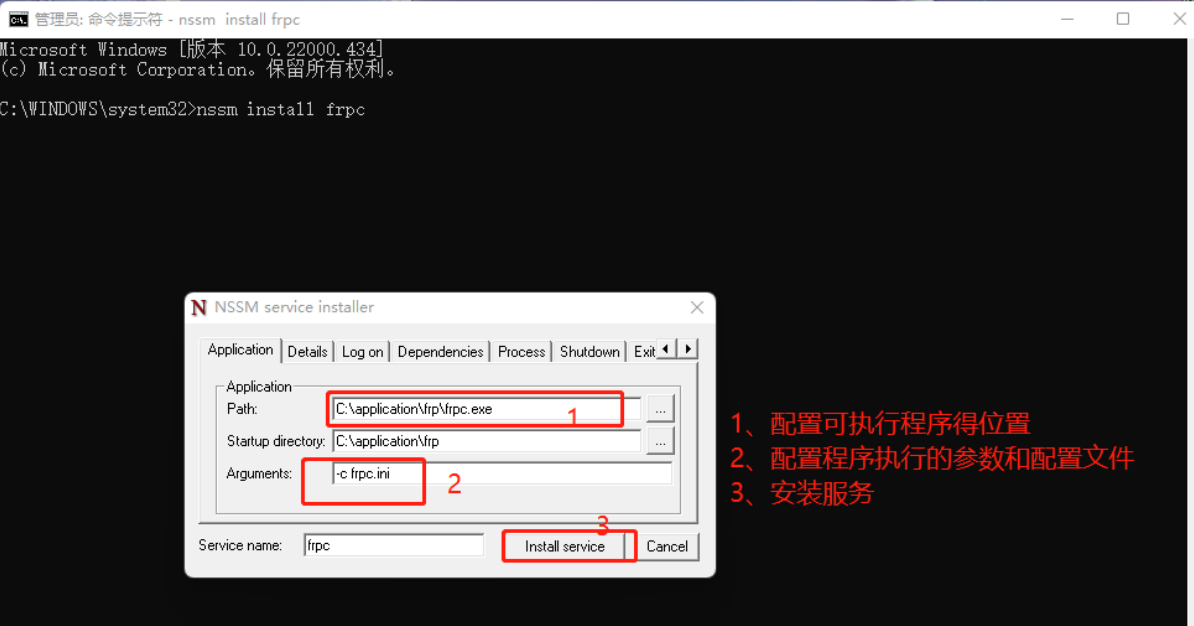 管理员: 命令提示符 - nssm install frpc
Microsoft Windows [版本 10.0.22000.434]
(c) Microsoft Corporation。保留所有权利。
C:\WINDOWS\system32>nssm install frpc
NSSM service installer
Application Details Log on Dependencies Process Shutdown Exit
Application
Path: C:\application\frp\frpc.exe ...
1
Startup directory: C:\application\frp ...
Arguments: -c frpc.ini
2
3
Service name: frpc Install service Cancel
1、配置可执行程序得位置
2、配置程序执行的参数和配置文件
3、安装服务